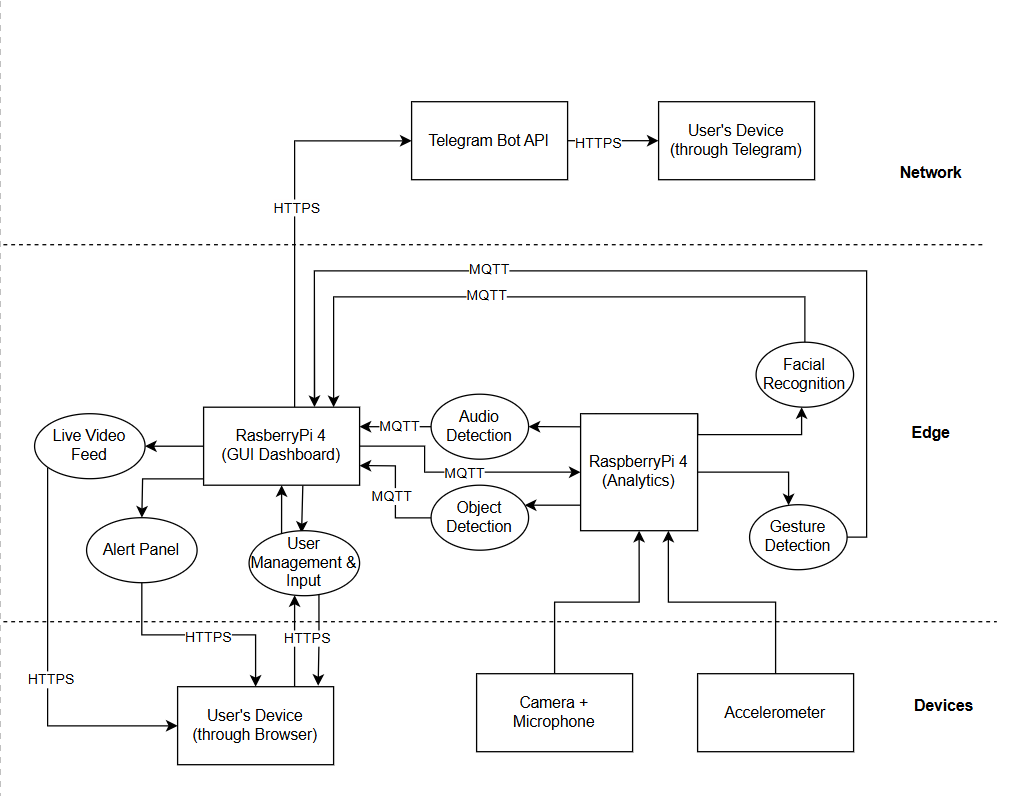 Telegram Bot API
HTTPS
User's Device
(through Telegram)
Network
HTTPS
MQTT
MQTT
Facial
Recognition
Audio
Detection
MQTT
RasberryPi 4
(GUI Dashboard)
Live Video
Feed
Edge
RaspberryPi 4
(Analytics)
MQTT
MQTT
Object
Detection
Gesture
Detection
Alert Panel
User
Management &
Input
HTTPS
HTTPS
HTTPS
User's Device
(through Browser)
Camera +
Microphone
Accelerometer
Devices